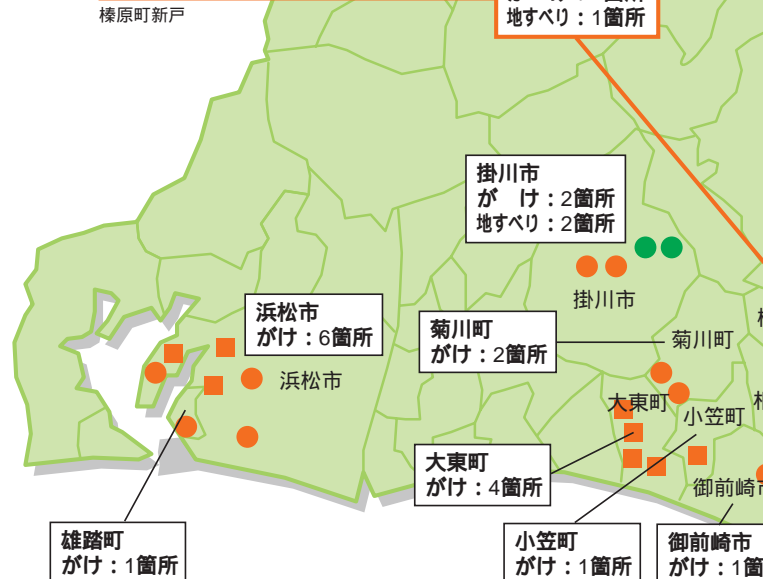 地すべり：1箇所
榛原町新戸
掛川市
が　け：2箇所
地すべり：2箇所
掛川市
浜松市
がけ：6箇所
浜松市
菊川町
がけ：2箇所
菊川町
大東町
小笠町
大東町
がけ：4箇所
御前崎市
雄踏町
がけ：1箇所
小笠町
がけ：1箇所
御前崎市
がけ：1箇